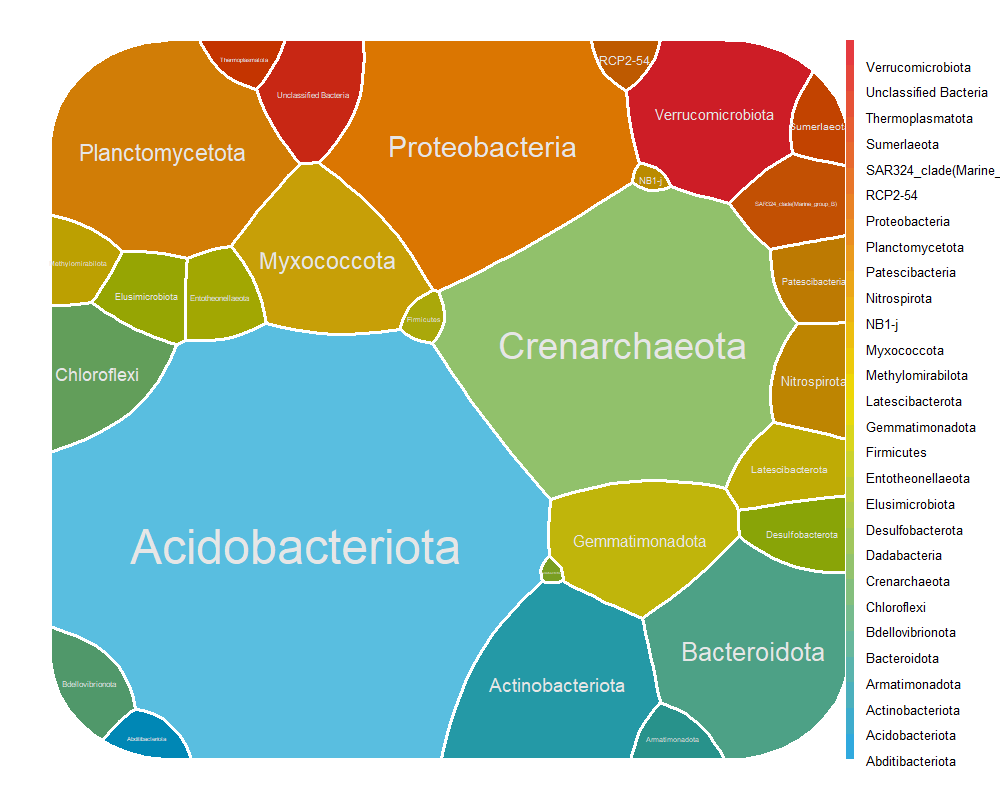 Thermoplasmatota
RCP2-54
Unclassified Bacteria
Verrucomicrobiota
Sumerlaeota
Proteobacteria
Planctomycetota
NB1-j
SAR324_clade(Marine_group_B)
Myxococcota
Methylomirabilota
Patescibacteria
Elusimicrobiota
Entotheonellaeota
Firmicutes
Crenarchaeota
Chloroflexi
Nitrospirota
Latescibacterota
Desulfobacterota
Gemmatimonadota
Acidobacteriota
Bacteroidota
Bdellovibrionota
Actinobacteriota
Abditibacteriota
Armatimonadota
Verrucomicrobiota
Unclassified Bacteria
Thermoplasmatota
Sumerlaeota
SAR324_clade(Marine_
RCP2-54
Proteobacteria
Planctomycetota
Patescibacteria
Nitrospirota
NB1-j
Myxococcota
Methylomirabilota
Latescibacterota
Gemmatimonadota
Firmicutes
Entotheonellaeota
Elusimicrobiota
Desulfobacterota
Dadabacteria
Crenarchaeota
Chloroflexi
Bdellovibrionota
Bacteroidota
Armatimonadota
Actinobacteriota
Acidobacteriota
Abditibacteriota